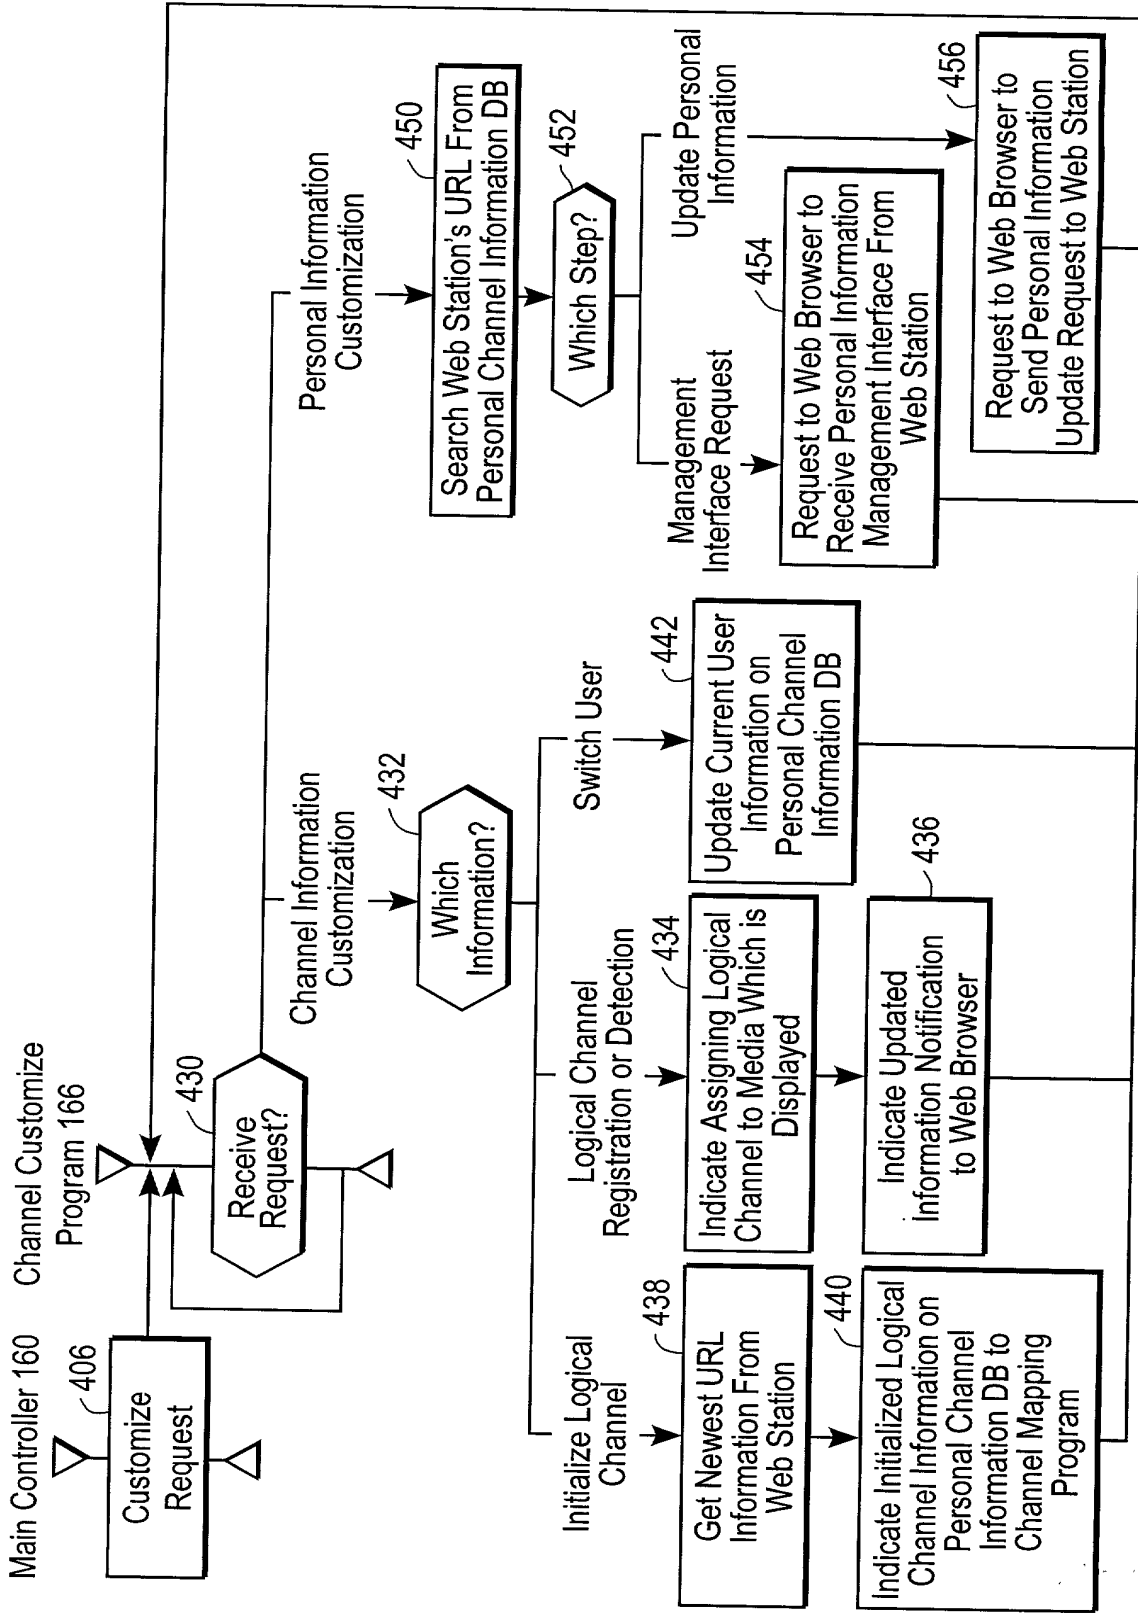 Main Controller 160
406
Customize
Request
Channel Customize
Program 166
430
Receive
Request?
Channel Information
Customization
Personal Information
Customization
432
Which
Information?
450
Search Web Station's URL From
Personal Channel Information DB
452
Which Step?
Initialize Logical
Channel
Logical Channel
Registration or Detection
Switch User
Management
Interface Request
Update Personal
Information
438
Get Newest URL
Information From
Web Station
434
Indicate Assigning Logical
Channel to Media Which is
Displayed
442
Update Current User
Information on
Personal Channel
Information DB
454
Request to Web Browser to
Receive Personal Information
Management Interface From
Web Station
440
Indicate Initialized Logical
Channel Information on
Personal Channel
Information DB to
Channel Mapping
Program
436
Indicate Updated
Information Notification
to Web Browser
456
Request to Web Browser to
Send Personal Information
Update Request to Web Station